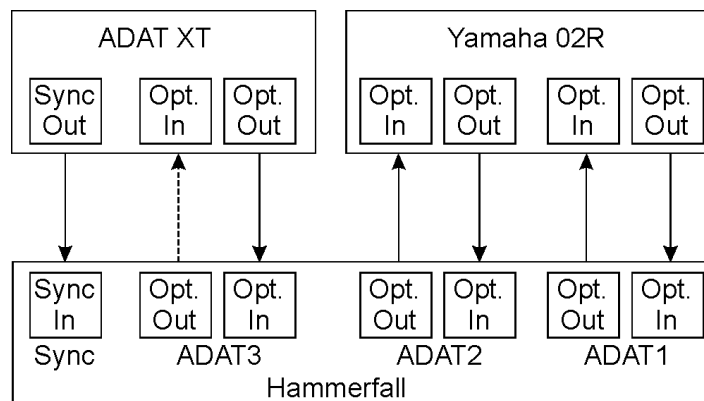 ADAT XT
Yamaha 02R
Sync
Out
Opt.
In
Opt.
Out
Opt.
In
Opt.
Out
Opt.
In
Opt.
Out
Sync
In
Opt.
Out
Opt.
In
Opt.
Out
Opt.
In
Opt.
Out
Opt.
In
Sync
ADAT3
ADAT2
ADAT1
Hammerfall